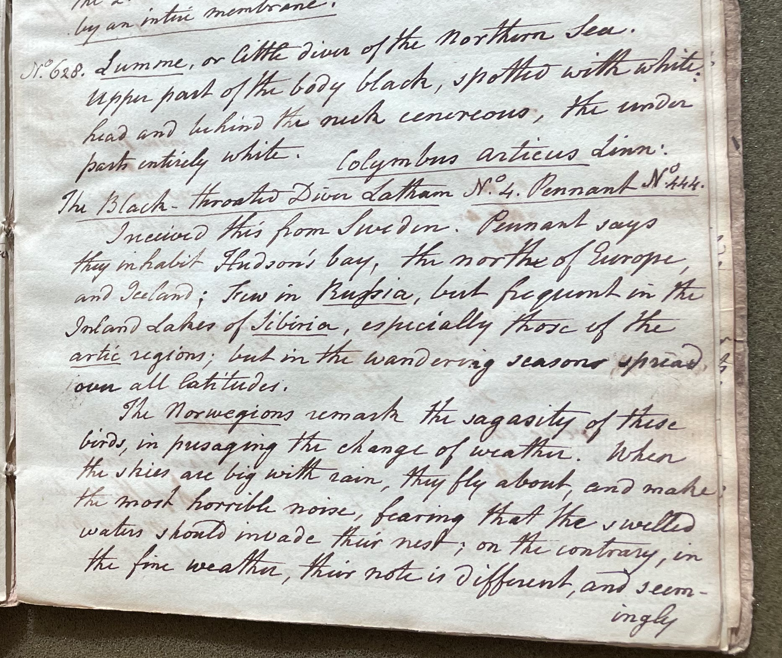 by an intire membrane.
No. 628. Lumme, or little diver of the Northern Sea.
Upper part of the body black, spotted with white:
head and behind the neck cenereous, the under
parts entirely white. Colymbus articus Linn:
The Black-throated Diver Latham No. 4. Pennant No. 444.
I received this from Sweden. Pennant says
they inhabit Hudson's bay, the north of Europe,
and Iceland; Few in Rufsia, but frequent in the
Inland Lakes of Sibiria, especially those of the
artic regions; but in the wandering seasons spread
over all latitudes.
The Norwegions remark the sagasity of these
birds, in presaging the change of weather. When
the skies are big with rain, they fly about, and make
the most horrible noise, fearing that the swelled
waters should invade their nest; on the contrary, in
the fine weather, their note is different, and seem-
ingly